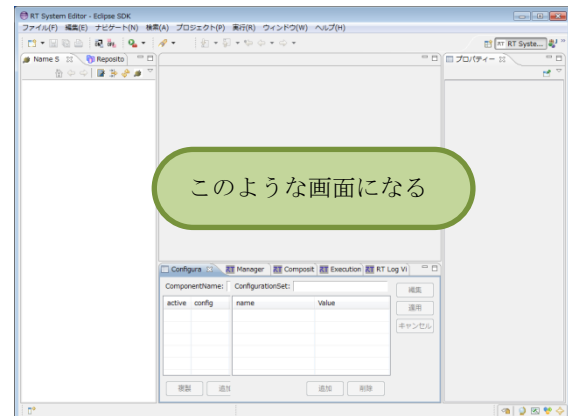 RT System Editor - Eclipse SDK
ファイル(F) 編集(E) ナビゲート(N) 検索(A) プロジェクト(P) 実行(R) ウィンドウ(W) ヘルプ(H)
RT Syste...
Name S
Reposito
プロパティー
このような画面になる
Configura
Manager
Composit
Execution
RT Log Vi
ComponentName:
ConfigurationSet:
編集
active
config
name
Value
適用
キャンセル
複製
追加
追加
削除